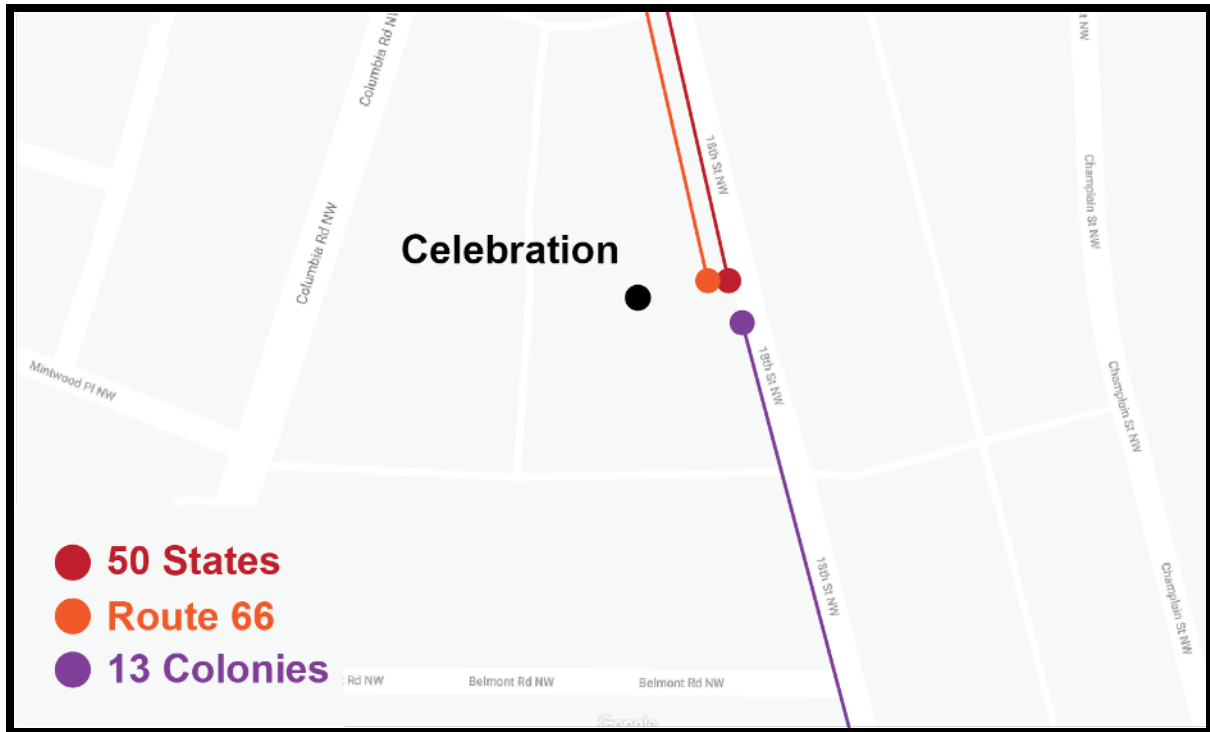 Columbia Rd N
t NW
18th St NW
Champlain St NW
Columbia Rd NW
Celebration
18th St NW
Mintwood Pl NW
Champlain St NW
50 States
18th St NW
Champlain St NW
Route 66
13 Colonies
Rd NW
Belmont Rd NW
Belmont Rd NW
Google